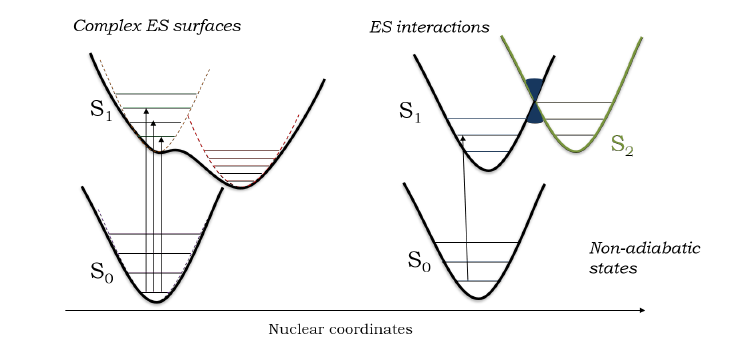 Complex ES surfaces
ES interactions
S₁
S₁
S₂
S₀
S₀
Non-adiabatic
states
Nuclear coordinates